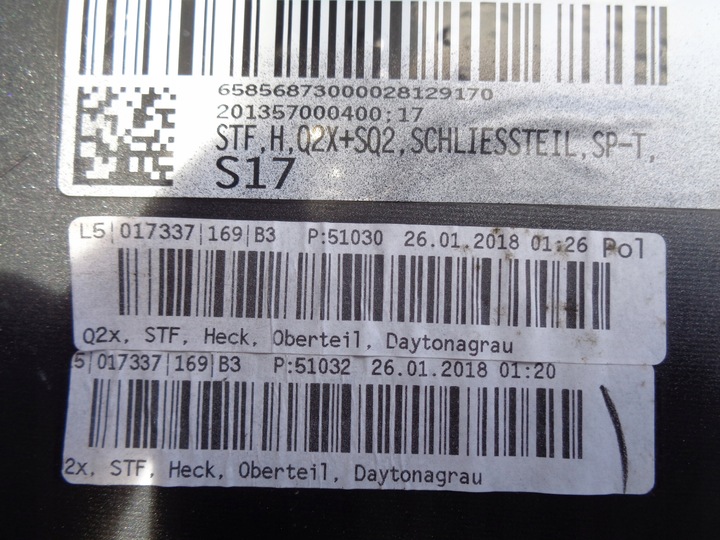 65856873000028129170
201357000400;17
STF,H,Q2X+SQ2,SCHLIESSTEIL,SP-T,
S17
L5|017337|169|B3 P:51030 26.01.2018 01:26 Pol
Q2x, STF, Heck, Oberteil, Daytonagrau
5|017337|169|B3 P:51032 26.01.2018 01:20
2x, STF, Heck, Oberteil, Daytonagrau